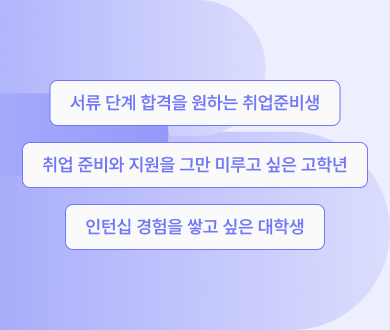 서류 단계 합격을 원하는 취업준비생
취업 준비와 지원을 그만 미루고 싶은 고학년
인턴십 경험을 쌓고 싶은 대학생